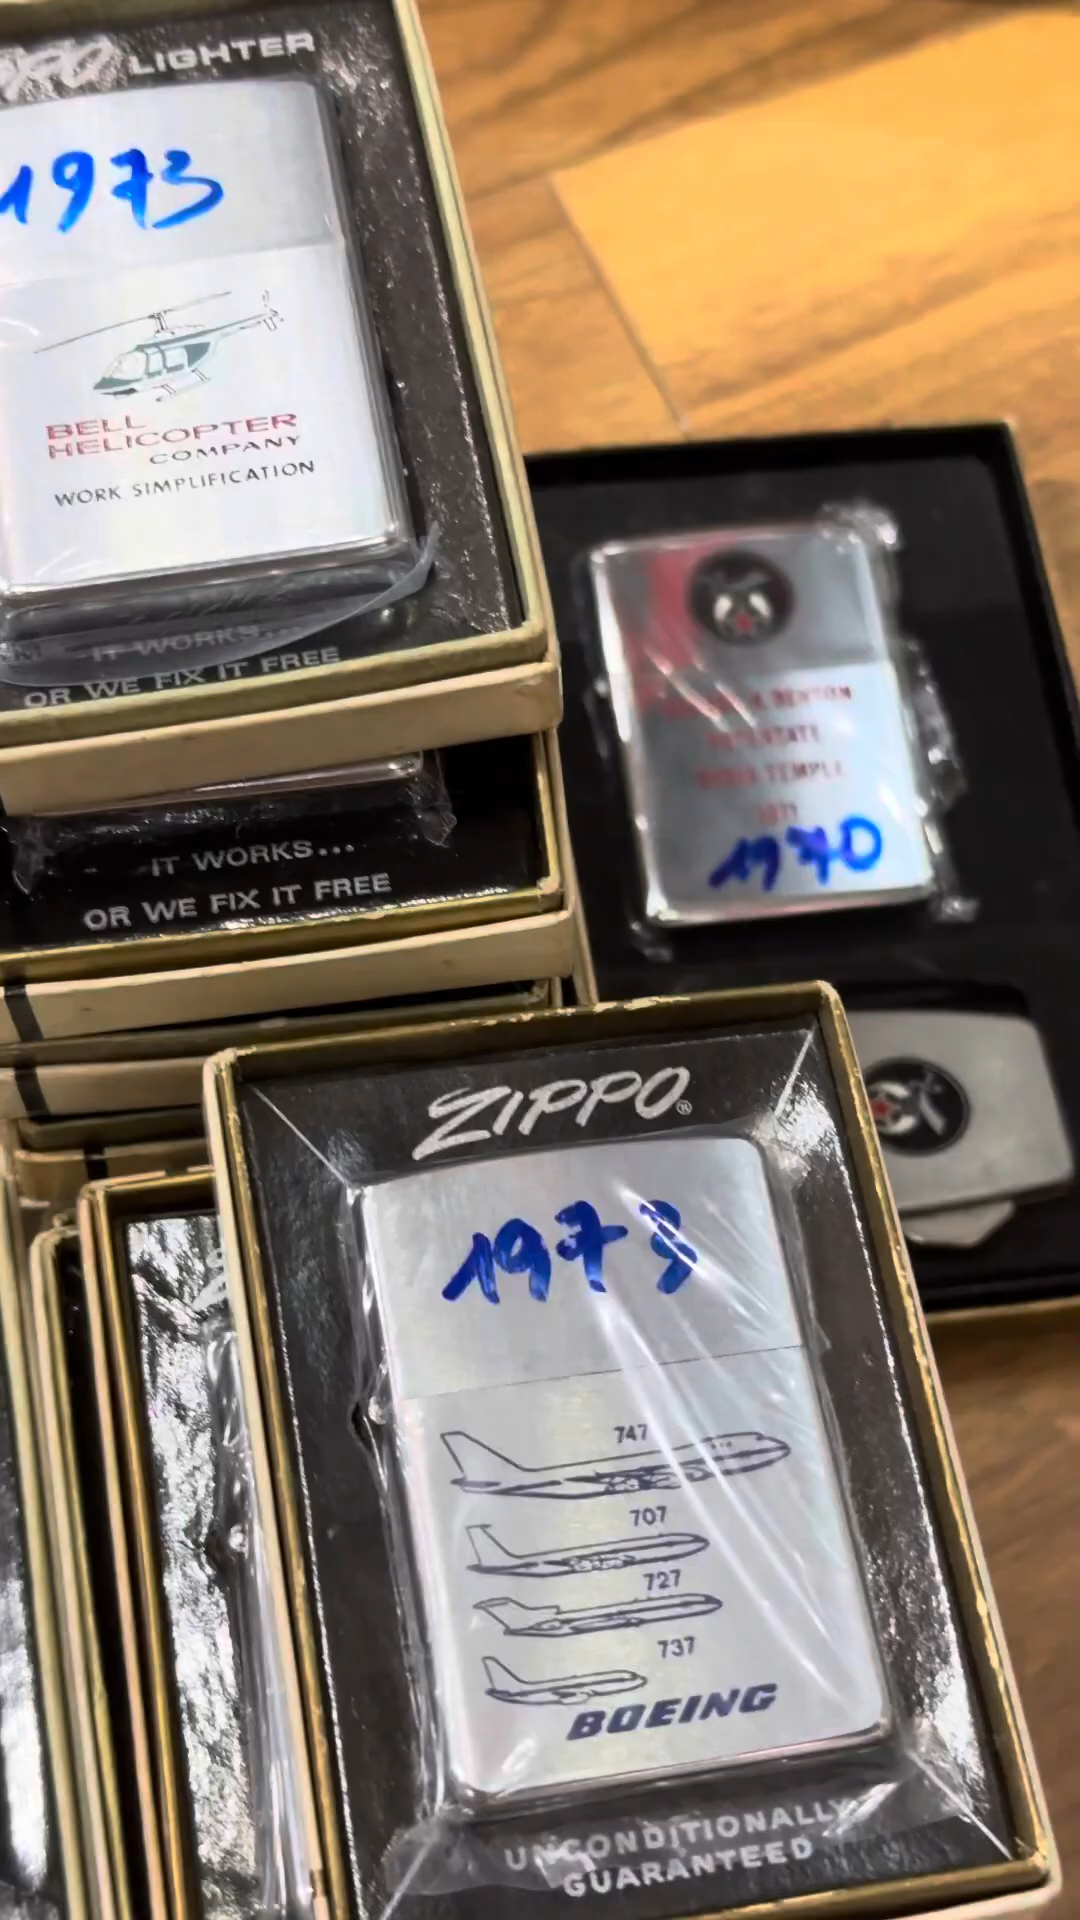 LIGHTER
1973
BELL
HELICOPTER
COMPANY
WORK SIMPLIFICATION
IT WORKS...
OR WE FIX IT FREE
IT WORKS...
OR WE FIX IT FREE
TEMPLE
1970
ZIPPO®
1973
747
707
727
737
BOEING
UNCONDITIONALLY
GUARANTEED